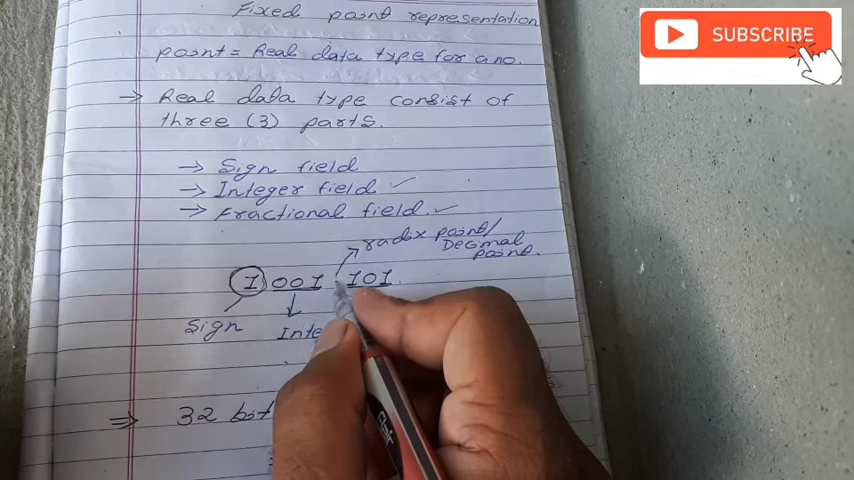 Fixed point representation
SUBSCRIBE
point = Real data type for a no.
→ Real data type consist of
three (3) parts.
→ Sign field
→ Integer field ✓
→ Fractional field ✓
radix point/
Decimal
point.
1 001 . 101
Sign
⇒ 32 bit